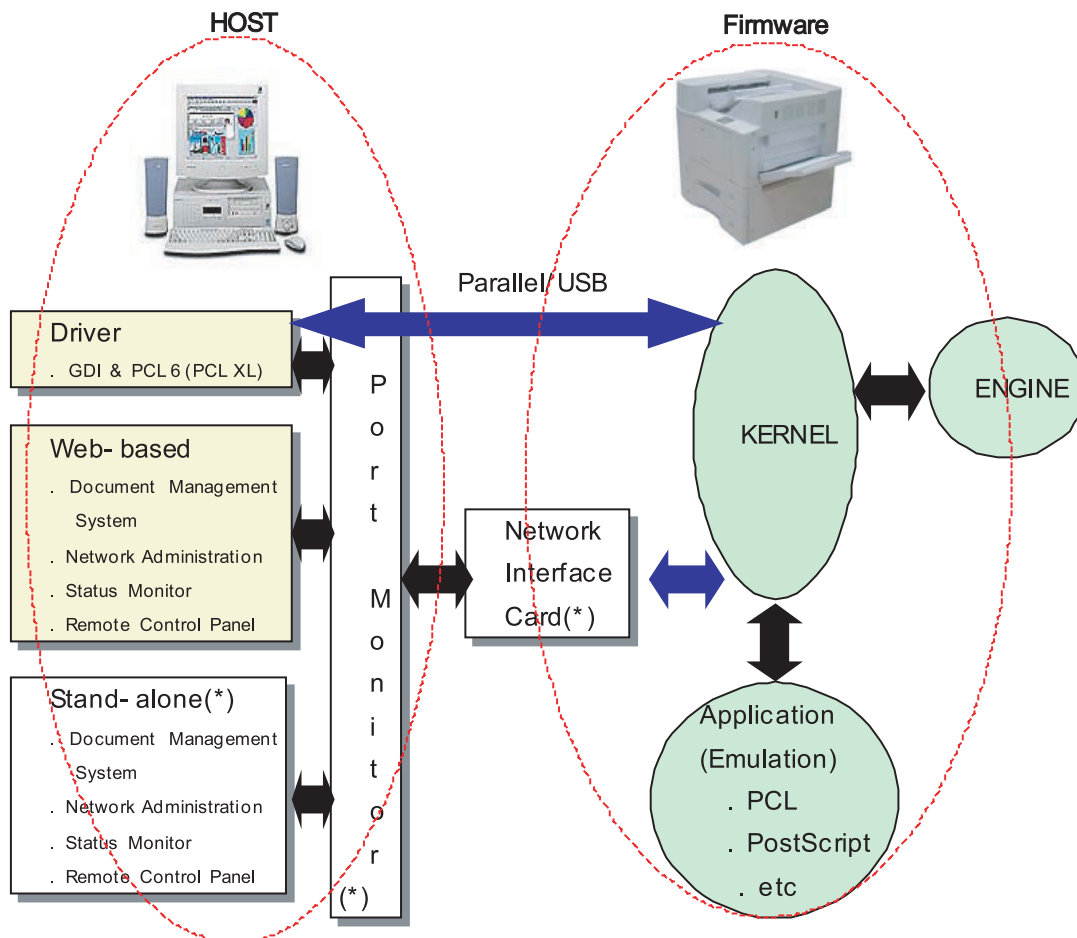 HOST
Firmware
Parallel/ USB
Driver
. GDI & PCL 6 (PCL XL)
Web- based
. Document Management
System
. Network Administration
. Status Monitor
. Remote Control Panel
Stand- alone(*)
. Document Management
System
. Network Administration
. Status Monitor
. Remote Control Panel
P
o
r
t
M
o
n
i
t
o
r
(*)
Network
Interface
Card(*)
KERNEL
ENGINE
Application
(Emulation)
. PCL
. PostScript
. etc